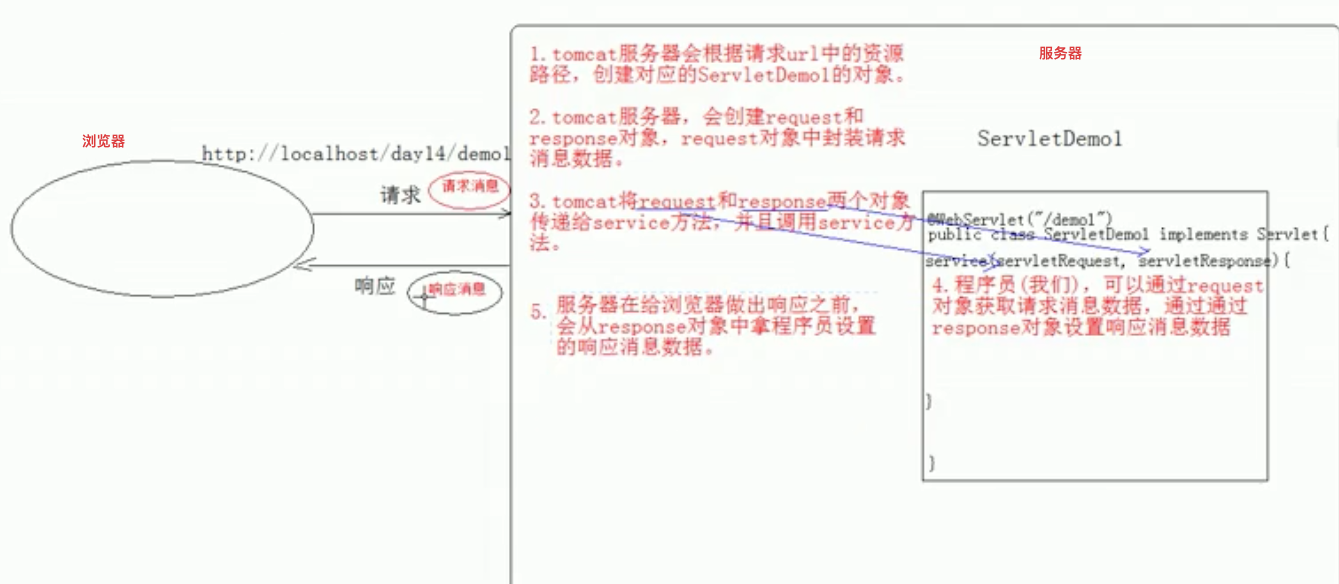 浏览器
http://localhost/day14/demo1
请求
请求消息
响应
响应消息
服务器
1.tomcat服务器会根据请求url中的资源
路径，创建对应的ServletDemo1的对象。
2.tomcat服务器，会创建request和
response对象，request对象中封装请求
消息数据。
3.tomcat将request和response两个对象
传递给service方法，并且调用service方
法。
5.服务器在给浏览器做出响应之前，
会从response对象中拿程序员设置
的响应消息数据。
ServletDemo1
@WebServlet("/demo1")
public class ServletDemo1 implements Servlet{
service(servletRequest, servletResponse){
4.程序员(我们)，可以通过request
对象获取请求消息数据，通过通过
response对象设置响应消息数据
}
}